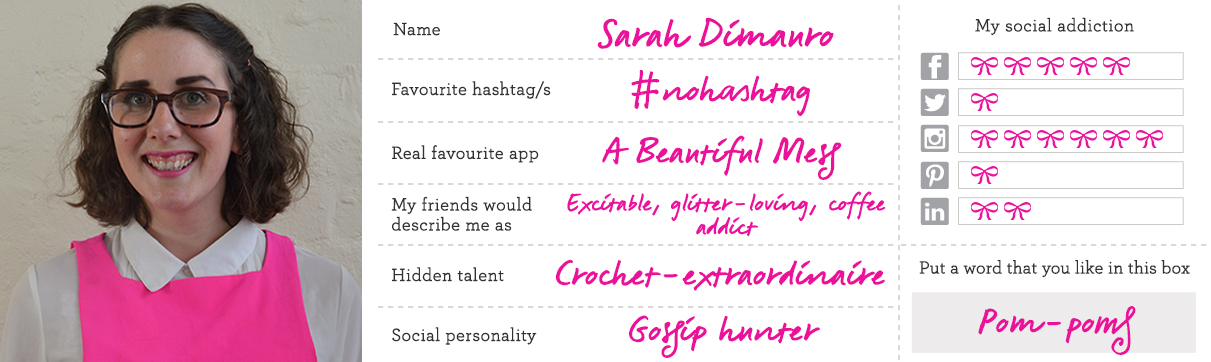 Name
Sarah Dimauro
Favourite hashtag/s
#nohashtag
Real favourite app
A Beautiful Mess
My friends would
describe me as
Excitable, glitter-loving, coffee
addict
Hidden talent
Crochet-extraordinaire
Social personality
Gossip hunter
My social addiction
f
in
Put a word that you like in this box
Pom-poms